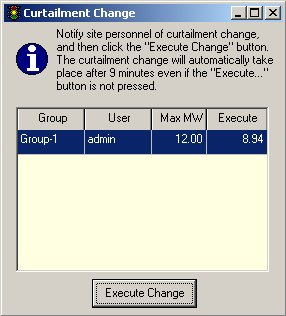 Curtailment Change
Notify site personnel of curtailment change,
and then click the "Execute Change" button.
The curtailment change will automatically take
place after 9 minutes even if the "Execute..."
button is not pressed.
Group User Max MW Execute
Group-1 admin 12.00 8.94
Execute Change